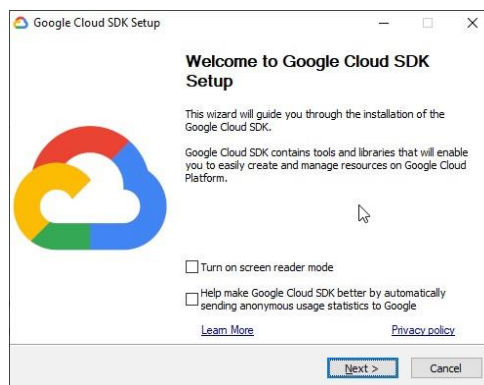 Google Cloud SDK Setup
Welcome to Google Cloud SDK
Setup
This wizard will guide you through the installation of the
Google Cloud SDK.
Google Cloud SDK contains tools and libraries that will enable
you to easily create and manage resources on Google Cloud
Platform.
Turn on screen reader mode
Help make Google Cloud SDK better by automatically
sending anonymous usage statistics to Google
Learn More Privacy policy
Next > Cancel